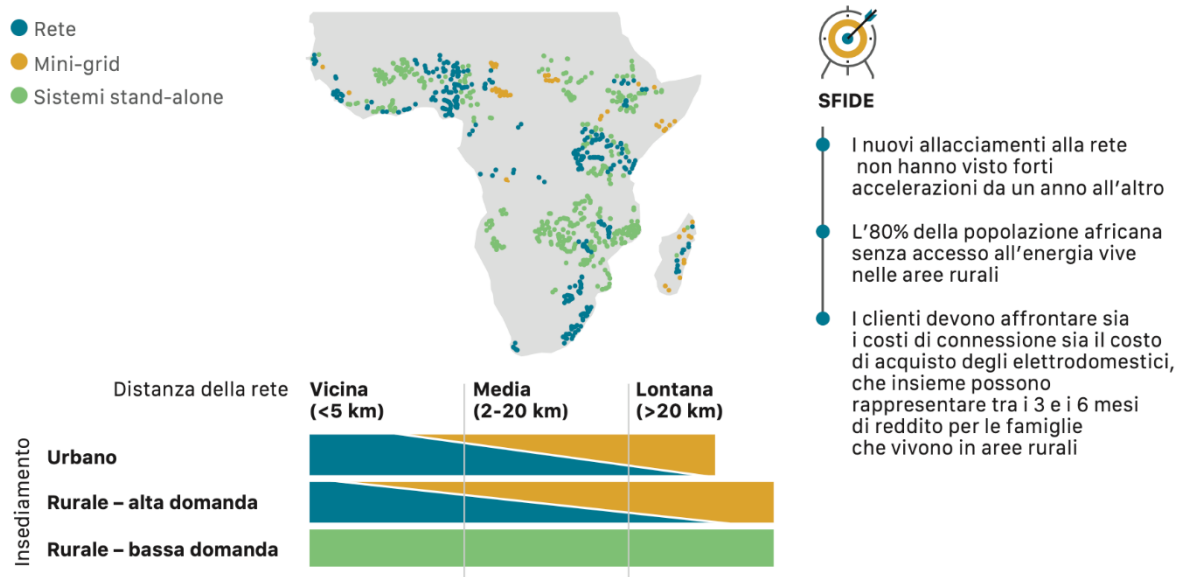 Rete
Mini-grid
Sistemi stand-alone
SFIDE
I nuovi allacciamenti alla rete
non hanno visto forti
accelerazioni da un anno all'altro
L'80% della popolazione africana
senza accesso all'energia vive
nelle aree rurali
I clienti devono affrontare sia
i costi di connessione sia il costo
di acquisto degli elettrodomestici,
che insieme possono
rappresentare tra i 3 e i 6 mesi
di reddito per le famiglie
che vivono in aree rurali
Distanza della rete
Vicina
(<5 km)
Media
(2-20 km)
Lontana
(>20 km)
Insediamento
Urbano
Rurale – alta domanda
Rurale – bassa domanda